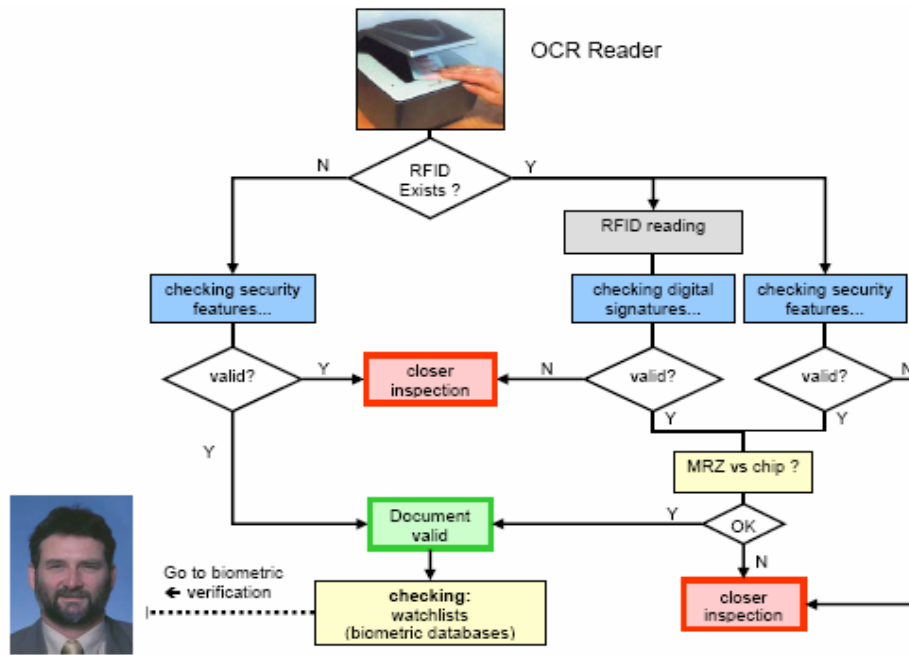 OCR Reader
N
RFID
Exists ?
Y
RFID reading
checking security
features...
checking digital
signatures...
checking security
features...
valid?
Y
closer
inspection
N
valid?
valid?
N
Y
Y
Y
MRZ vs chip ?
Document
valid
Y
OK
N
Go to biometric
← verification
checking:
watchlists
(biometric databases)
closer
inspection